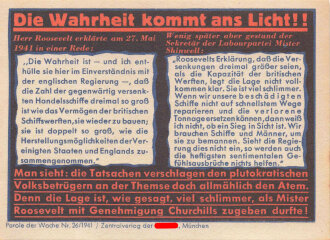 Die Wahrheit kommt ans Licht!!
Herr Roosevelt erklärte am 27. Mai
1941 in einer Rede:
„Die Wahrheit ist — und ich ent-
hülle sie hier im Einverständnis mit
der englischen Regierung —, daß
die Zahl der gegenwärtig versenk-
ten Handelsschiffe dreimal so groß
ist wie das Vermögen der britischen
Schiffswerften, sie wieder zu bauen;
sie ist doppelt so groß, wie die
Herstellungsmöglichkeiten der Ver-
einigten Staaten und Englands zu-
sammengenommen."
Wenig später aber gestand der
Sekretär der Labourpartei Mister
Shinwell:
„Roosevelts Erklärung, daß die Ver-
senkungen dreimal größer seien,
als die Kapazität der britischen
Werften, legt die Lage nicht voll-
kommen klar. Sie ist viel schlimmer.
Wenn wir unsere beschädigten
Schiffe nicht auf schnellstem Wege
reparieren und die verlorene
Tonnage ersetzen können, dann weiß
ich nicht, ob ein Sieg in Sicht ist. Wir
brauchen Schiffe und Männer, um
sie zu bemannen. Sieht die Regie-
rung das nicht ein, so werden auch
die heftigsten sentimentalen Ge-
fühlsausbrüche nichts helfen."
Man sieht: die Tatsachen verschlagen den plutokratischen
Volksbetrügern an der Themse doch allmählich den Atem.
Denn die Lage ist, wie gesagt, viel schlimmer, als Mister
Roosevelt mit Genehmigung Churchills zugeben durfte!
Parole der Woche Nr. 26/1941 / Zentralverlag der München